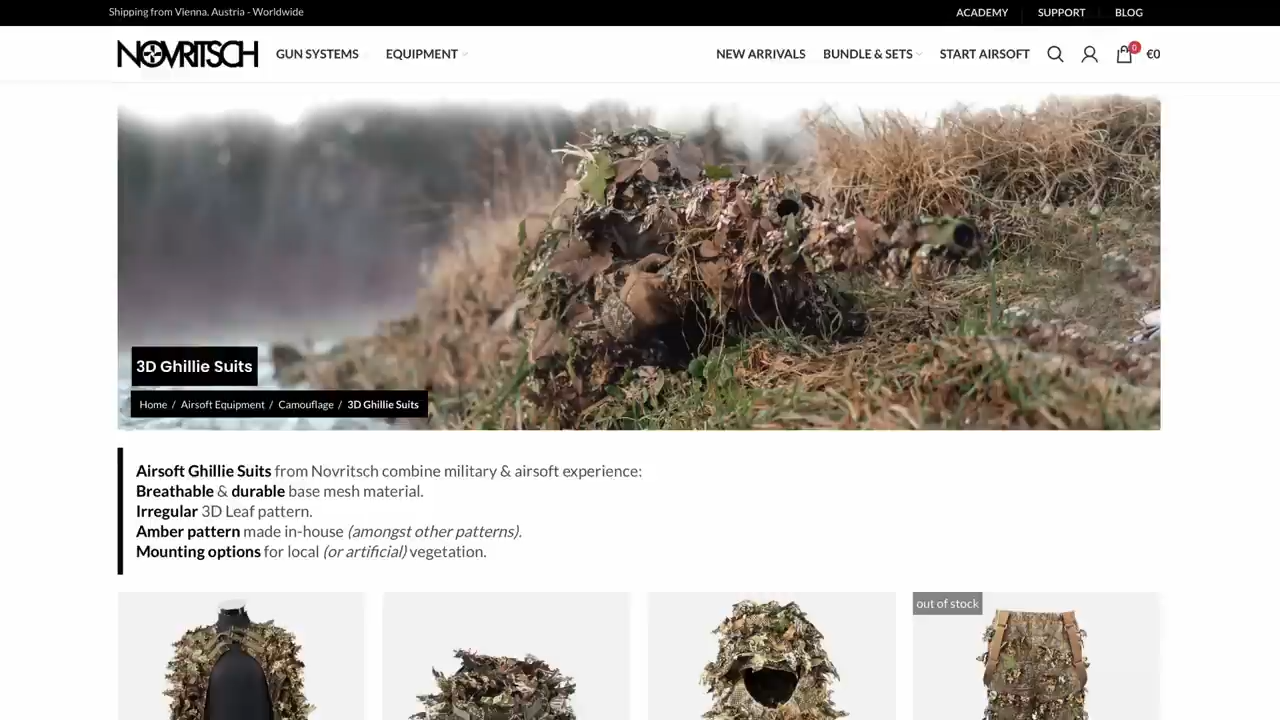 Shipping from Vienna, Austria - Worldwide
ACADEMY SUPPORT BLOG
NOVRITSCH GUN SYSTEMS EQUIPMENT NEW ARRIVALS BUNDLE & SETS START AIRSOFT 0 €0
3D Ghillie Suits
Home / Airsoft Equipment / Camouflage / 3D Ghillie Suits
Airsoft Ghillie Suits from Novritsch combine military & airsoft experience:
Breathable & durable base mesh material.
Irregular 3D Leaf pattern.
Amber pattern made in-house (amongst other patterns).
Mounting options for local (or artificial) vegetation.
out of stock